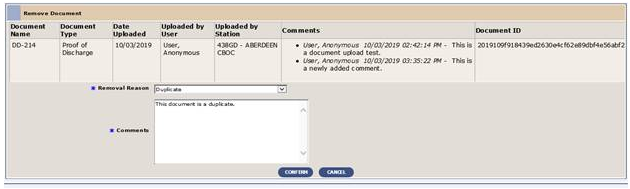 Remove Document
Document Name Document Type Date Uploaded Uploaded by User Uploaded by Station Comments Document ID
DD-214 Proof of Discharge 10/03/2019 User, Anonymous 438GD - ABERDEEN CBOC
• User, Anonymous 10/03/2019 02:42:14 PM - This is a document upload test.
• User, Anonymous 10/03/2019 03:35:22 PM - This is a newly added comment.
Removal Reason Duplicate
Comments This document is a duplicate.
CONFIRM CANCEL